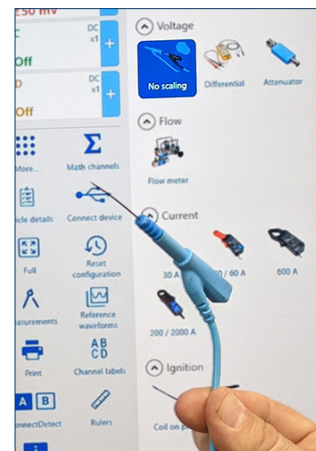 ±50 mV
DC
x1
+
Off
D
DC
x1
+
Off
More...
Math channels
Connect device
Full
Reset
configuration
Reference
waveforms
Print
AB
CD
Channel labels
A B
Rulers
Voltage
No scaling
Differential
Attenuator
Flow
Flow meter
Current
30 A
/ 60 A
600 A
200 / 2000 A
Ignition
Coil on